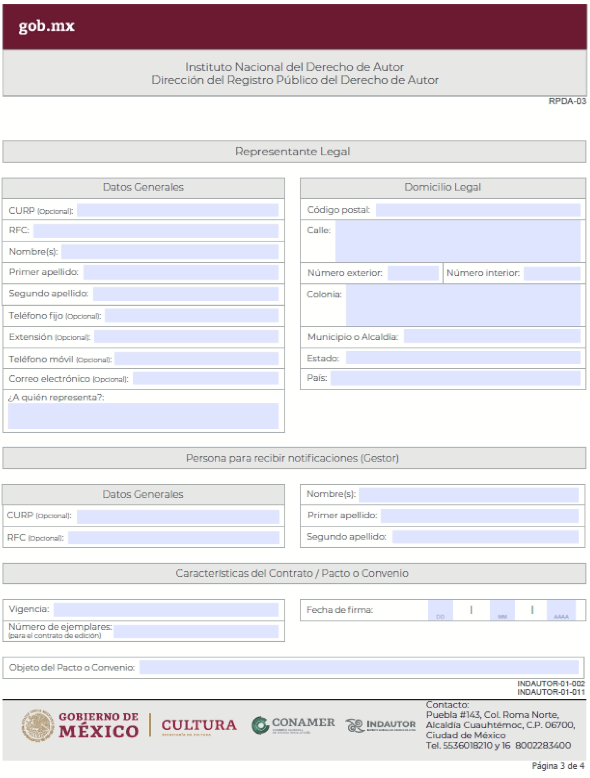 gob.mx
Instituto Nacional del Derecho de Autor
Dirección del Registro Público del Derecho de Autor
RPDA-03
Representante Legal
Datos Generales
CURP (Opcional):
RFC:
Nombre(s):
Primer apellido:
Segundo apellido:
Teléfono fijo (Opcional):
Extensión (Opcional):
Teléfono móvil (Opcional):
Correo electrónico (Opcional):
¿A quién representa?:
Domicilio Legal
Código postal:
Calle:
Número exterior:
Número interior:
Colonia:
Municipio o Alcaldía:
Estado:
País:
Persona para recibir notificaciones (Gestor)
Datos Generales
CURP (Opcional):
RFC (Opcional):
Nombre(s):
Primer apellido:
Segundo apellido:
Características del Contrato / Pacto o Convenio
Vigencia:
Número de ejemplares:
(para el contrato de edición)
Fecha de firma:
DD | MM | AAAA
Objeto del Pacto o Convenio:
INDAUTOR-01-002
INDAUTOR-01-011
GOBIERNO DE
MÉXICO
CULTURA
SECRETARÍA DE CULTURA
CONAMER
INDAUTOR
Contacto:
Puebla #143, Col. Roma Norte,
Alcaldía Cuauhtémoc, C.P. 06700,
Ciudad de México
Tel. 5536018210 y 16 8002283400
Página 3 de 4